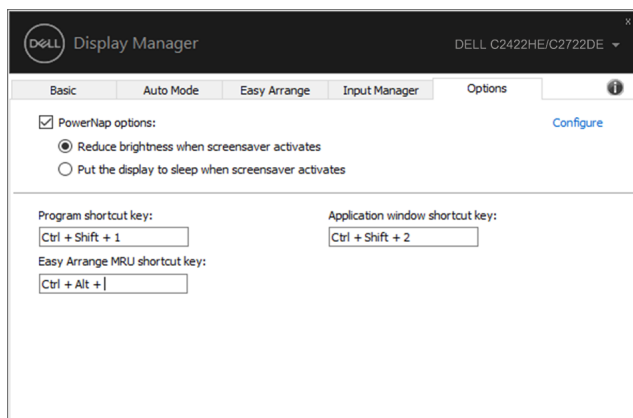 x
DELL Display Manager DELL C2422HE/C2722DE
Basic Auto Mode Easy Arrange Input Manager Options i
PowerNap options: Configure
Reduce brightness when screensaver activates
Put the display to sleep when screensaver activates
Program shortcut key: Application window shortcut key:
Ctrl + Shift + 1 Ctrl + Shift + 2
Easy Arrange MRU shortcut key:
Ctrl + Alt +